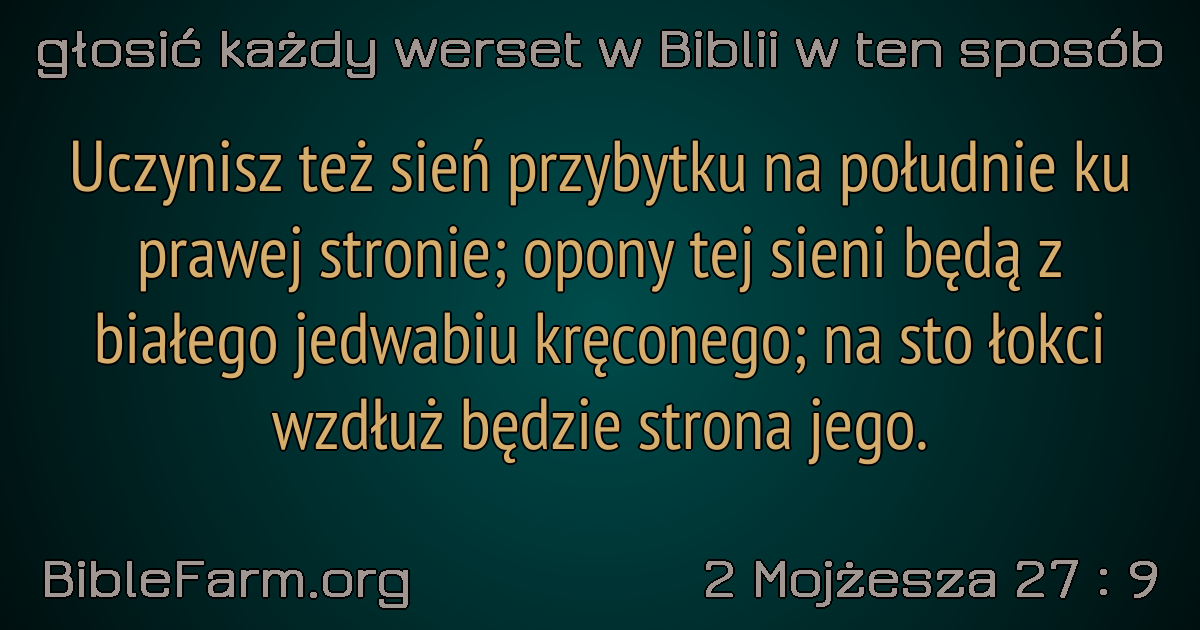 głosić każdy werset w Biblii w ten sposób
Uczynisz też sień przybytku na południe ku
prawej stronie; opony tej sieni będą z
białego jedwabiu kręconego; na sto łokci
wzdłuż będzie strona jego.
BibleFarm.org
2 Mojżesza 27 : 9